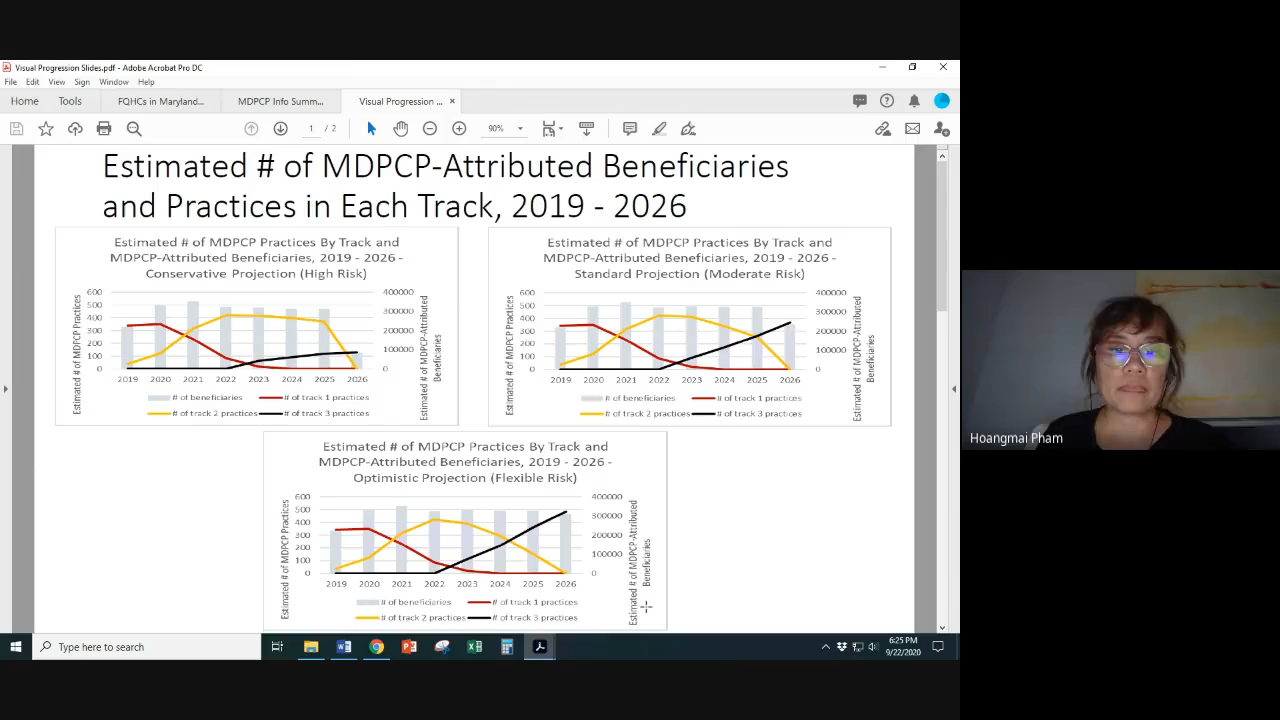 Visual Progression Slides.pdf - Adobe Acrobat Pro DC
File Edit View Sign Window Help
Home Tools FQHCs in Maryland... MDPCP Info Summ... Visual Progression ...
1 / 2 90%
Estimated # of MDPCP-Attributed Beneficiaries
and Practices in Each Track, 2019 - 2026
Estimated # of MDPCP Practices By Track and
MDPCP-Attributed Beneficiaries, 2019 - 2026 -
Conservative Projection (High Risk)
Estimated # of MDPCP Practices
600
500
400
300
200
100
0
400000
300000
200000
100000
0
Estimated # of MDPCP-Attributed
Beneficiaries
2019 2020 2021 2022 2023 2024 2025 2026
# of beneficiaries # of track 1 practices
# of track 2 practices # of track 3 practices
Estimated # of MDPCP Practices By Track and
MDPCP-Attributed Beneficiaries, 2019 - 2026 -
Standard Projection (Moderate Risk)
Estimated # of MDPCP Practices
600
500
400
300
200
100
0
400000
300000
200000
100000
0
Estimated # of MDPCP-Attributed
Beneficiaries
2019 2020 2021 2022 2023 2024 2025 2026
# of beneficiaries # of track 1 practices
# of track 2 practices # of track 3 practices
Estimated # of MDPCP Practices By Track and
MDPCP-Attributed Beneficiaries, 2019 - 2026 -
Optimistic Projection (Flexible Risk)
Estimated # of MDPCP Practices
600
500
400
300
200
100
0
400000
300000
200000
100000
0
Estimated # of MDPCP-Attributed
Beneficiaries
2019 2020 2021 2022 2023 2024 2025 2026
# of beneficiaries # of track 1 practices
# of track 2 practices # of track 3 practices
Hoangmai Pham
Type here to search
6:25 PM
9/22/2020